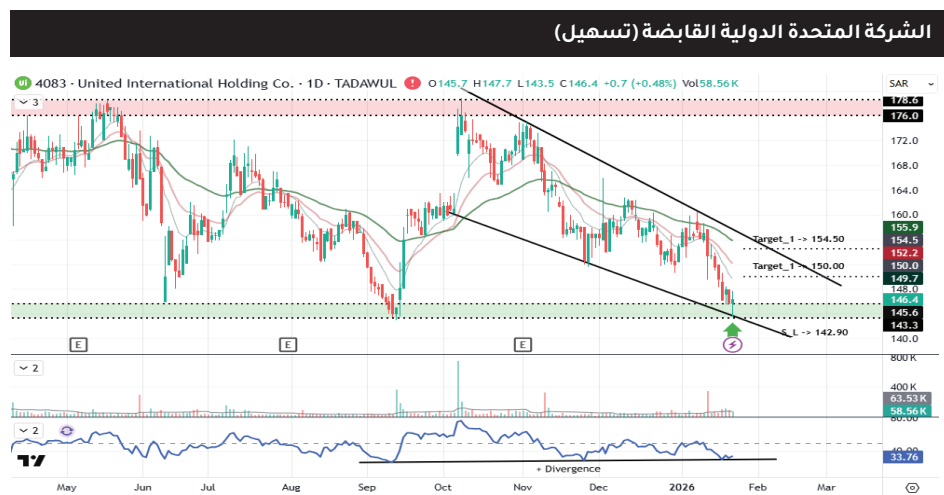 الشركة المتحدة الدولية القابضة (تسهيل)
ui 4083 · United International Holding Co. · 1D · TADAWUL ! O145.7 H147.7 L143.5 C146.4 +0.7 (+0.48%) Vol58.56K
SAR
3
178.6
176.0
172.0
168.0
164.0
160.0
155.9
Target_1 -> 154.50
154.5
152.2
Target_1 -> 150.00
150.0
149.7
148.0
146.4
145.6
143.3
S_L -> 142.90
140.0
E
E
E
800 K
2
400 K
63.53 K
58.56 K
2
33.76
+ Divergence
May Jun Jul Aug Sep Oct Nov Dec 2026 Feb Mar